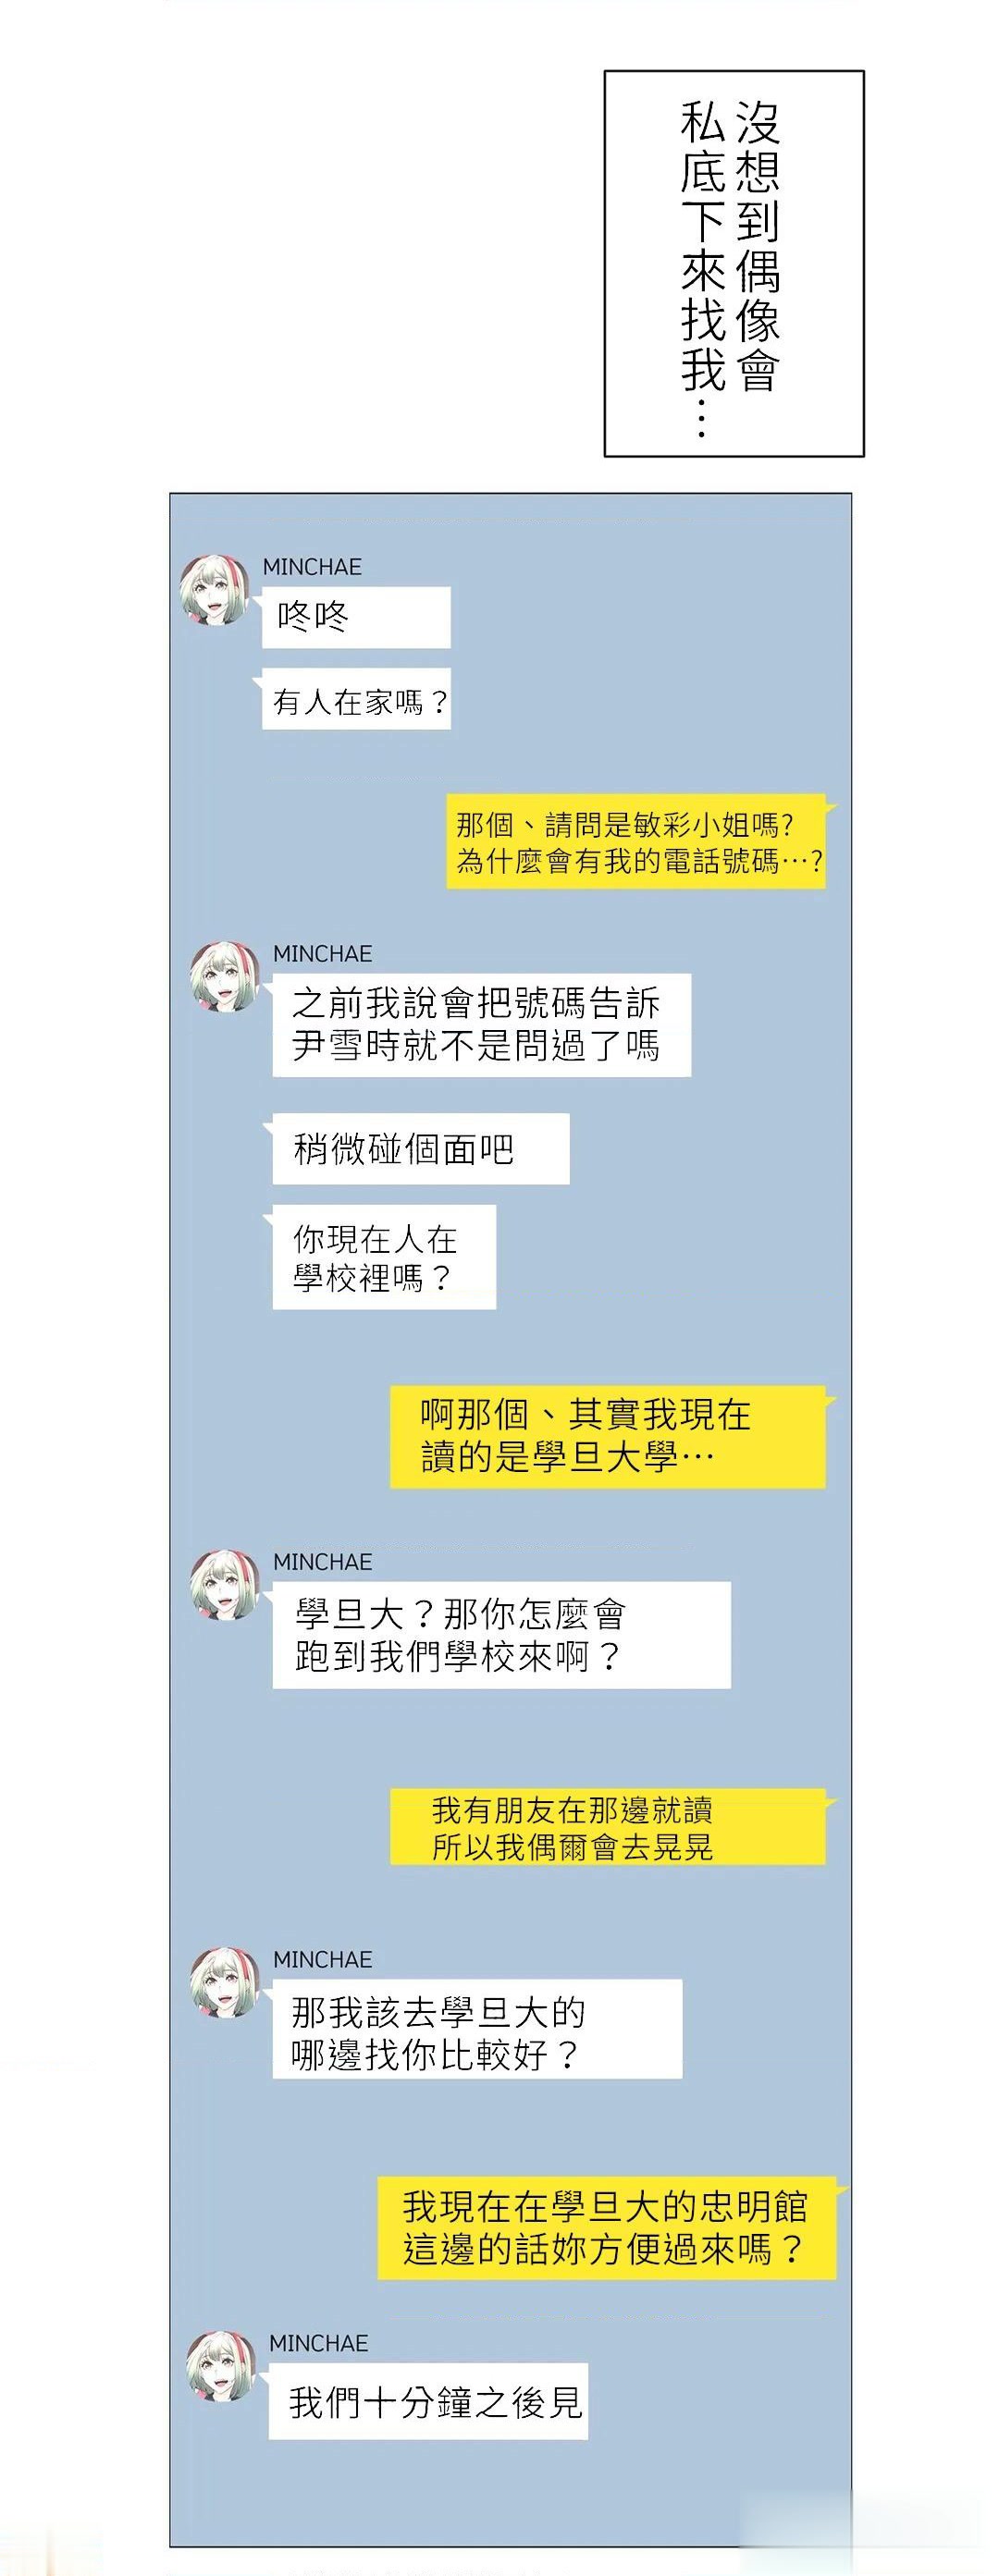 沒想到偶像會
私底下來找我…
MINCHAE
咚咚
有人在家嗎？
那個、請問是敏彩小姐嗎?
為什麼會有我的電話號碼…?
MINCHAE
之前我說會把號碼告訴
尹雪時就不是問過了嗎
稍微碰個面吧
你現在人在
學校裡嗎？
啊那個、其實我現在
讀的是學旦大學…
MINCHAE
學旦大？那你怎麼會
跑到我們學校來啊？
我有朋友在那邊就讀
所以我偶爾會去晃晃
MINCHAE
那我該去學旦大的
哪邊找你比較好？
我現在在學旦大的忠明館
這邊的話妳方便過來嗎？
MINCHAE
我們十分鐘之後見